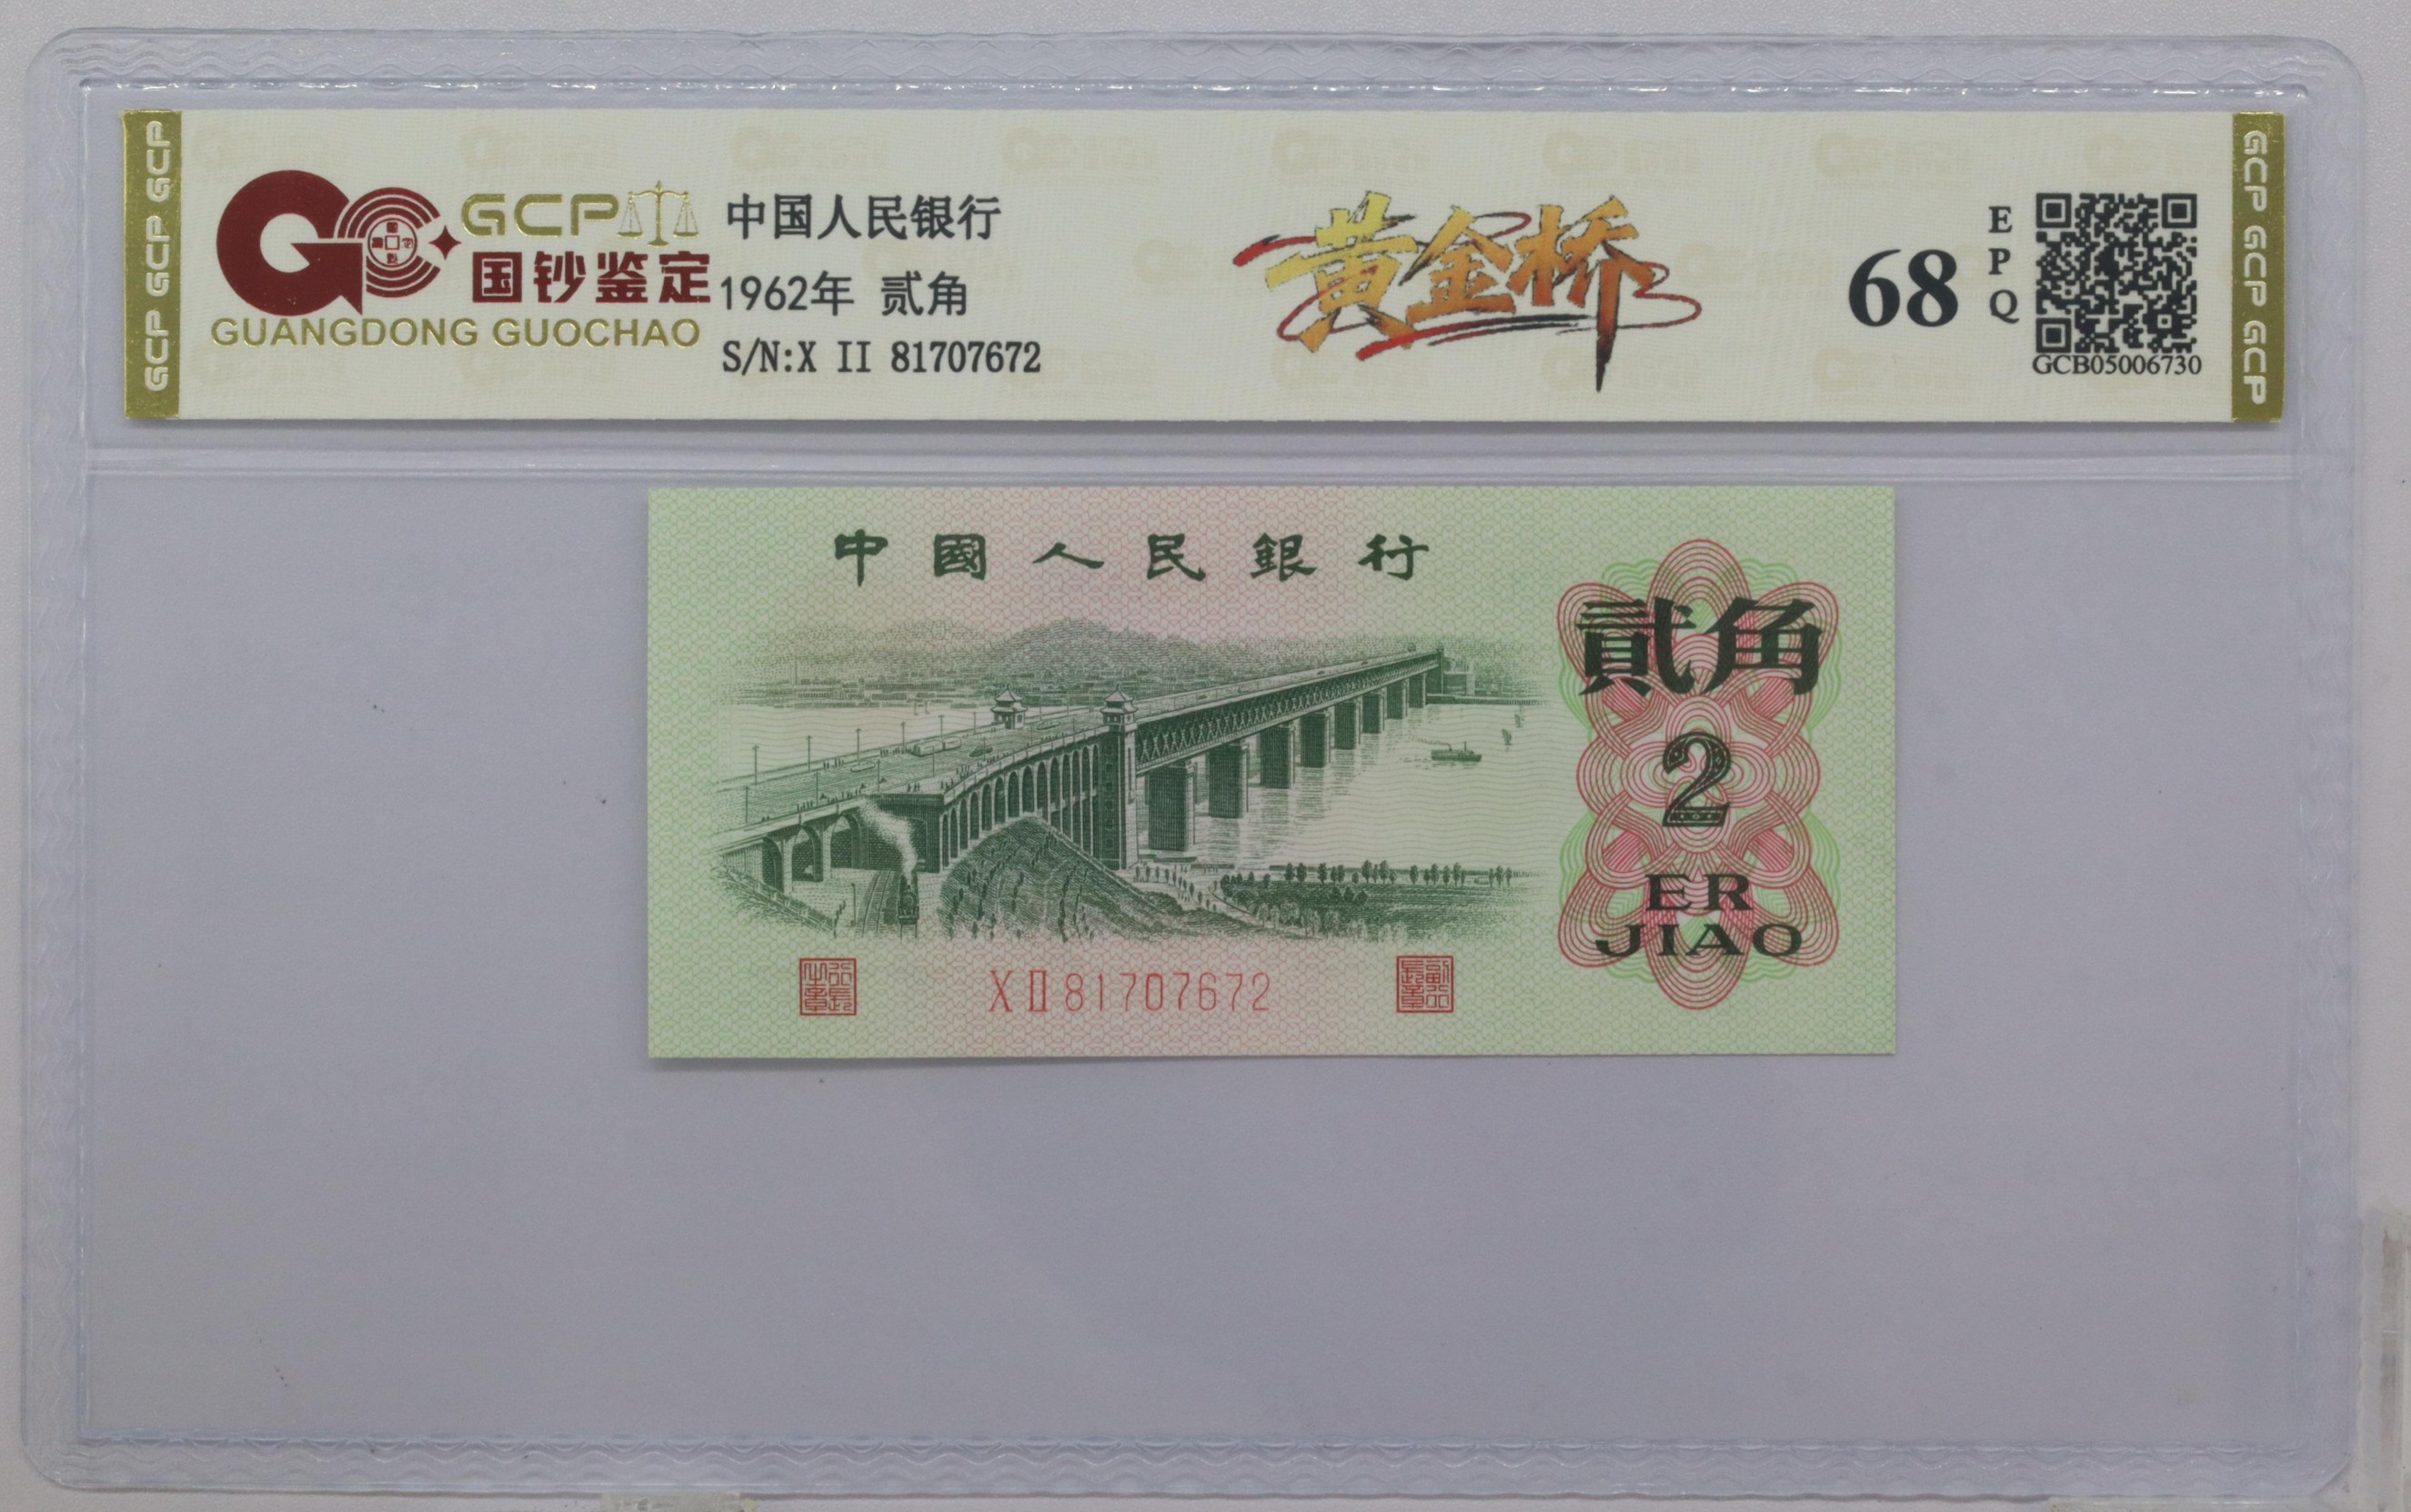 GCP GCP GCP
GCP
国钞鉴定
GUANGDONG GUOCHAO
中国人民银行
1962年 贰角
S/N:X II 81707672
黄金桥
68
EPQ
GCB05006730
GCP GCP GCP
中國人民銀行
貳角
2
ER
JIAO
X II 81707672